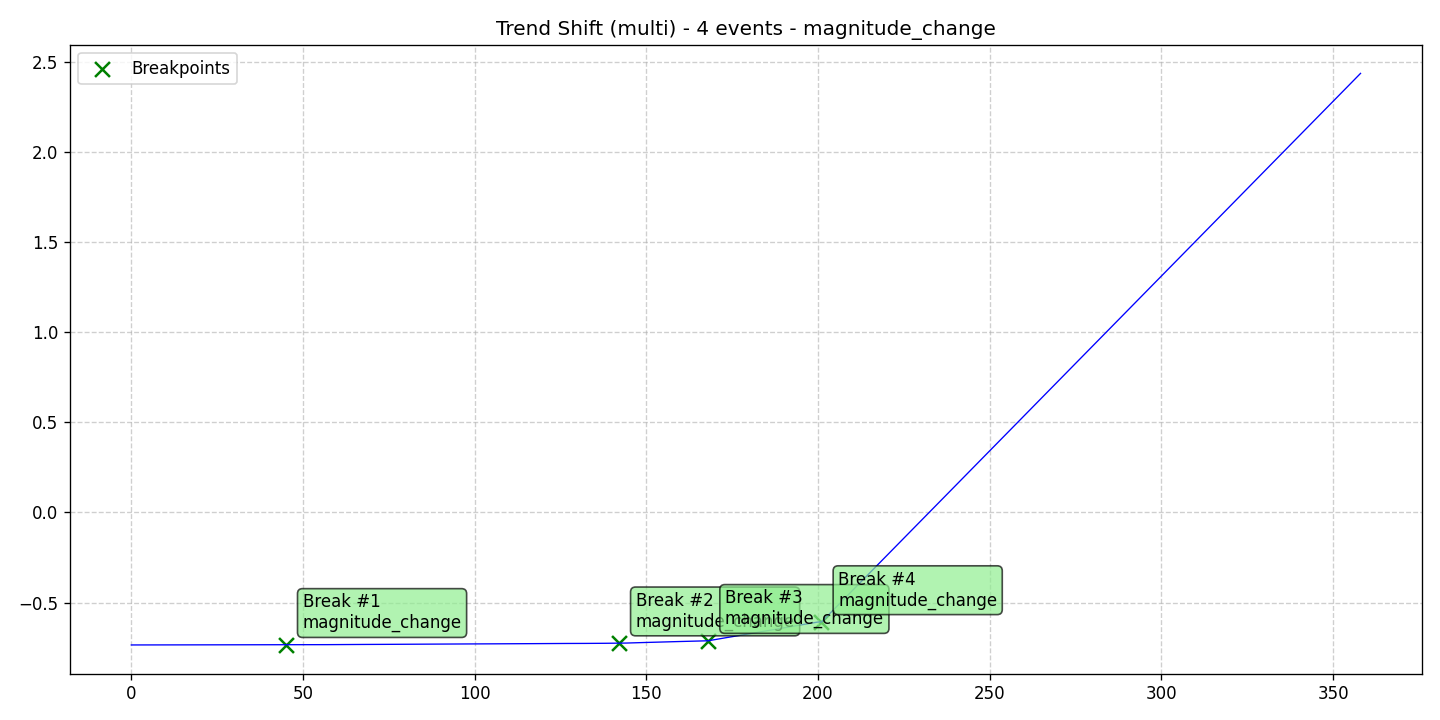 Trend Shift (multi) - 4 events - magnitude_change
Breakpoints
2.5
2.0
1.5
1.0
0.5
0.0
−0.5
Break #1
magnitude_change
Break #2
magnitude_change
Break #3
magnitude_change
Break #4
magnitude_change
0
50
100
150
200
250
300
350